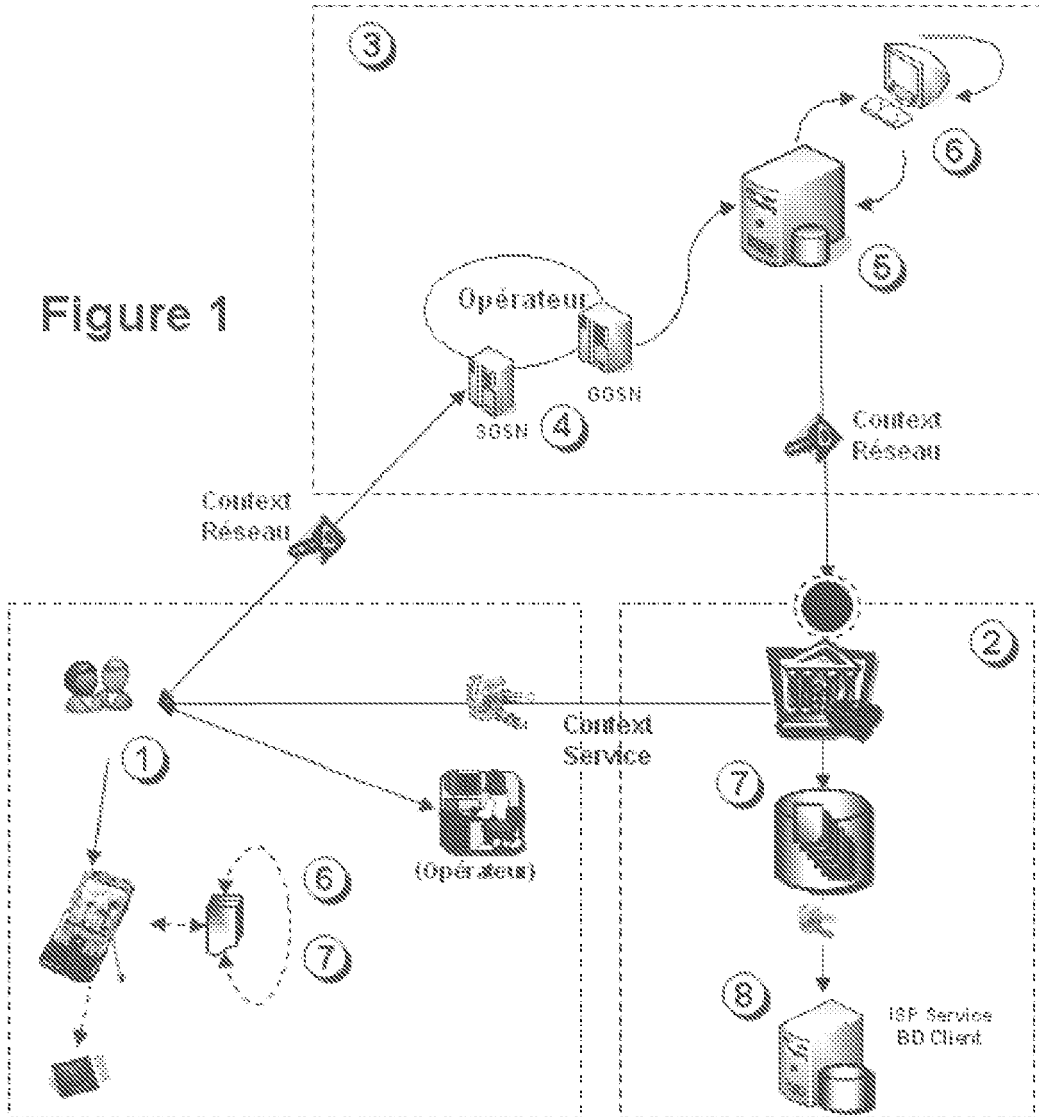 3
6
5
Figure 1
Opérateur
GGSN
SGSN
4
Context
Réseau
Context
Réseau
2
1
Context
Service
7
(Opérateur)
6
7
8
ISP Service
BD Client